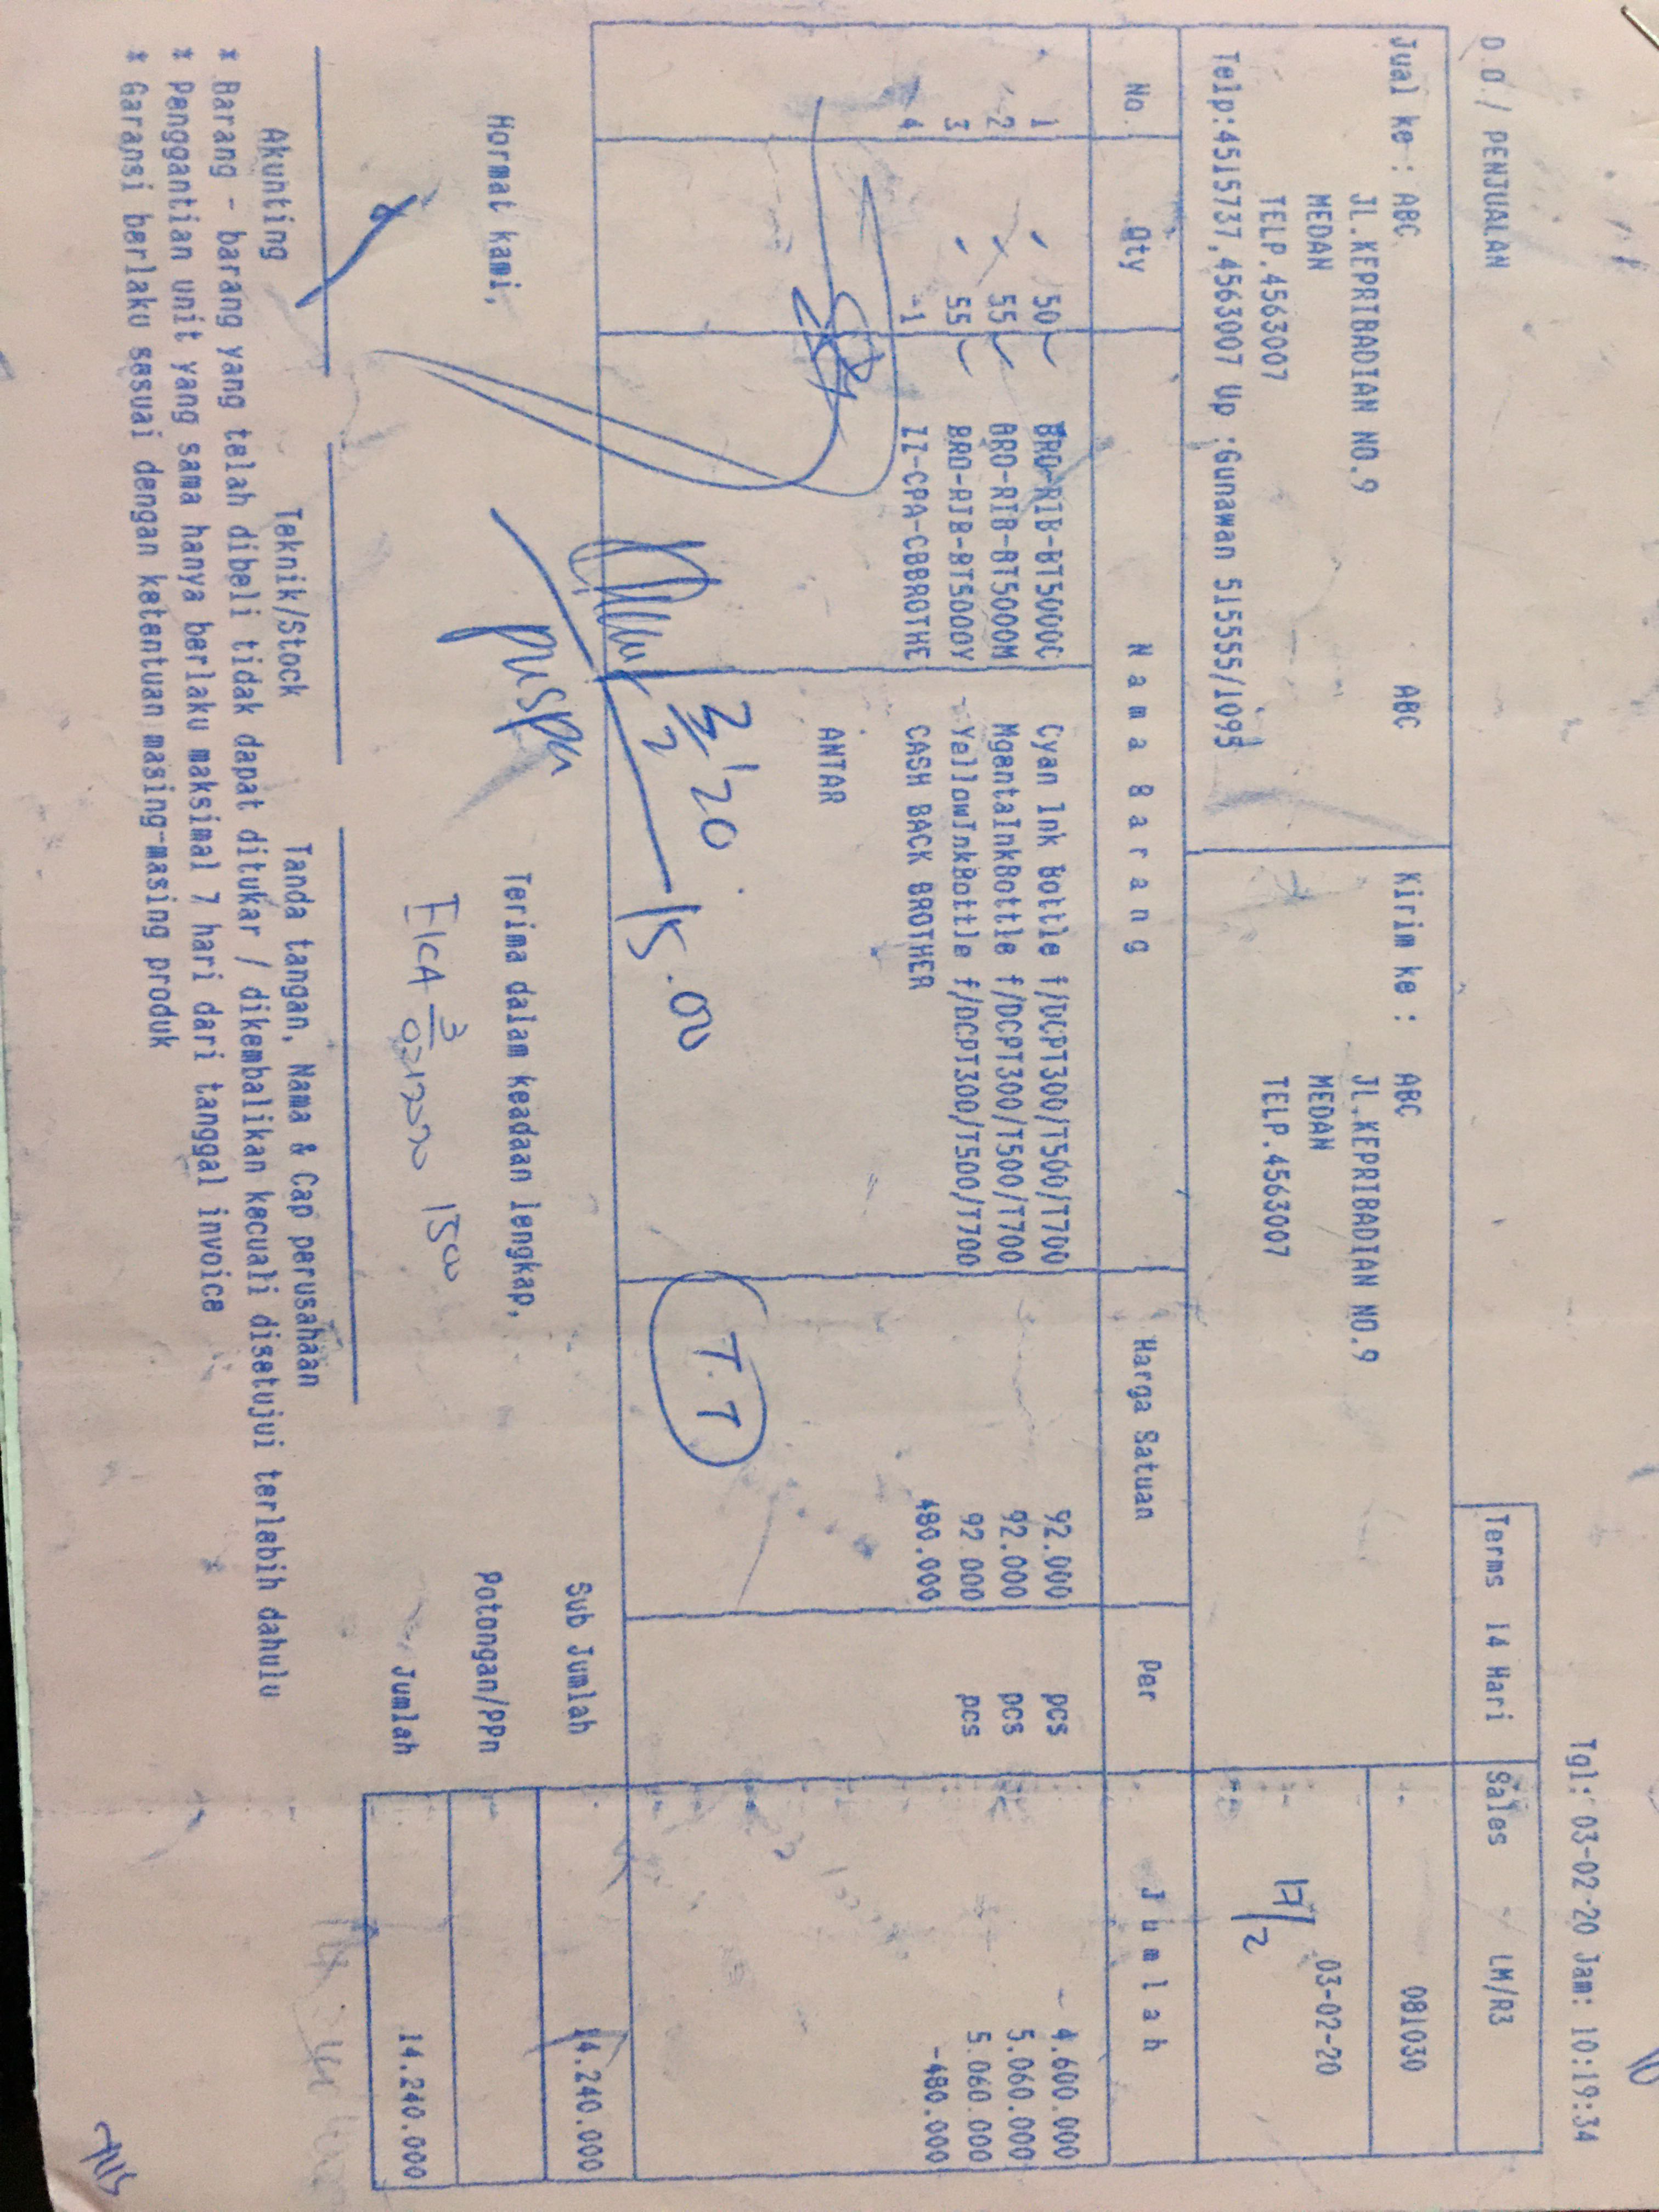 Tgl: 03-02-20 Jam: 10:19:34
D.O./ PENJUALAN
Terms 14 Hari Sales LM/R3
Jual ke : ABC ABC Kirim ke : ABC 081030
JL.KEPRIBADIAN NO.9 JL.KEPRIBADIAN NO.9
MEDAN MEDAN 03-02-20
TELP.4563007 TELP.4563007 17/2
Telp:4515737,4563007 Up :Gunawan 515555/1095
No. Qty Nama Barang Harga Satuan Per Jumlah
1 50 BRO-RIB-BT5000C Cyan Ink Bottle f/DCPT300/T500/T700 92.000 pcs 4.600.000
2 55 BRO-RIB-BT5000M MgentaInkBottle f/DCPT300/T500/T700 92.000 pcs 5.060.000
3 55 BRO-RIB-BT5000Y YellowInkBottle f/DCPT300/T500/T700 92.000 pcs 5.060.000
4 -1 ZZ-CPA-CBBROTHE CASH BACK BROTHER 480.000 -480.000
ANTAR
3/2 '20 T.T
15.00
Sub Jumlah 14.240.000
Hormat kami, puspa Terima dalam keadaan lengkap,
Potongan/PPn
Jumlah 14.240.000
Akunting Teknik/Stock Tanda tangan, Nama & Cap perusahaan
* Barang - barang yang telah dibeli tidak dapat ditukar / dikembalikan kecuali disetujui terlebih dahulu
* Penggantian unit yang sama hanya berlaku maksimal 7 hari dari tanggal invoice
* Garansi berlaku sesuai dengan ketentuan masing-masing produk